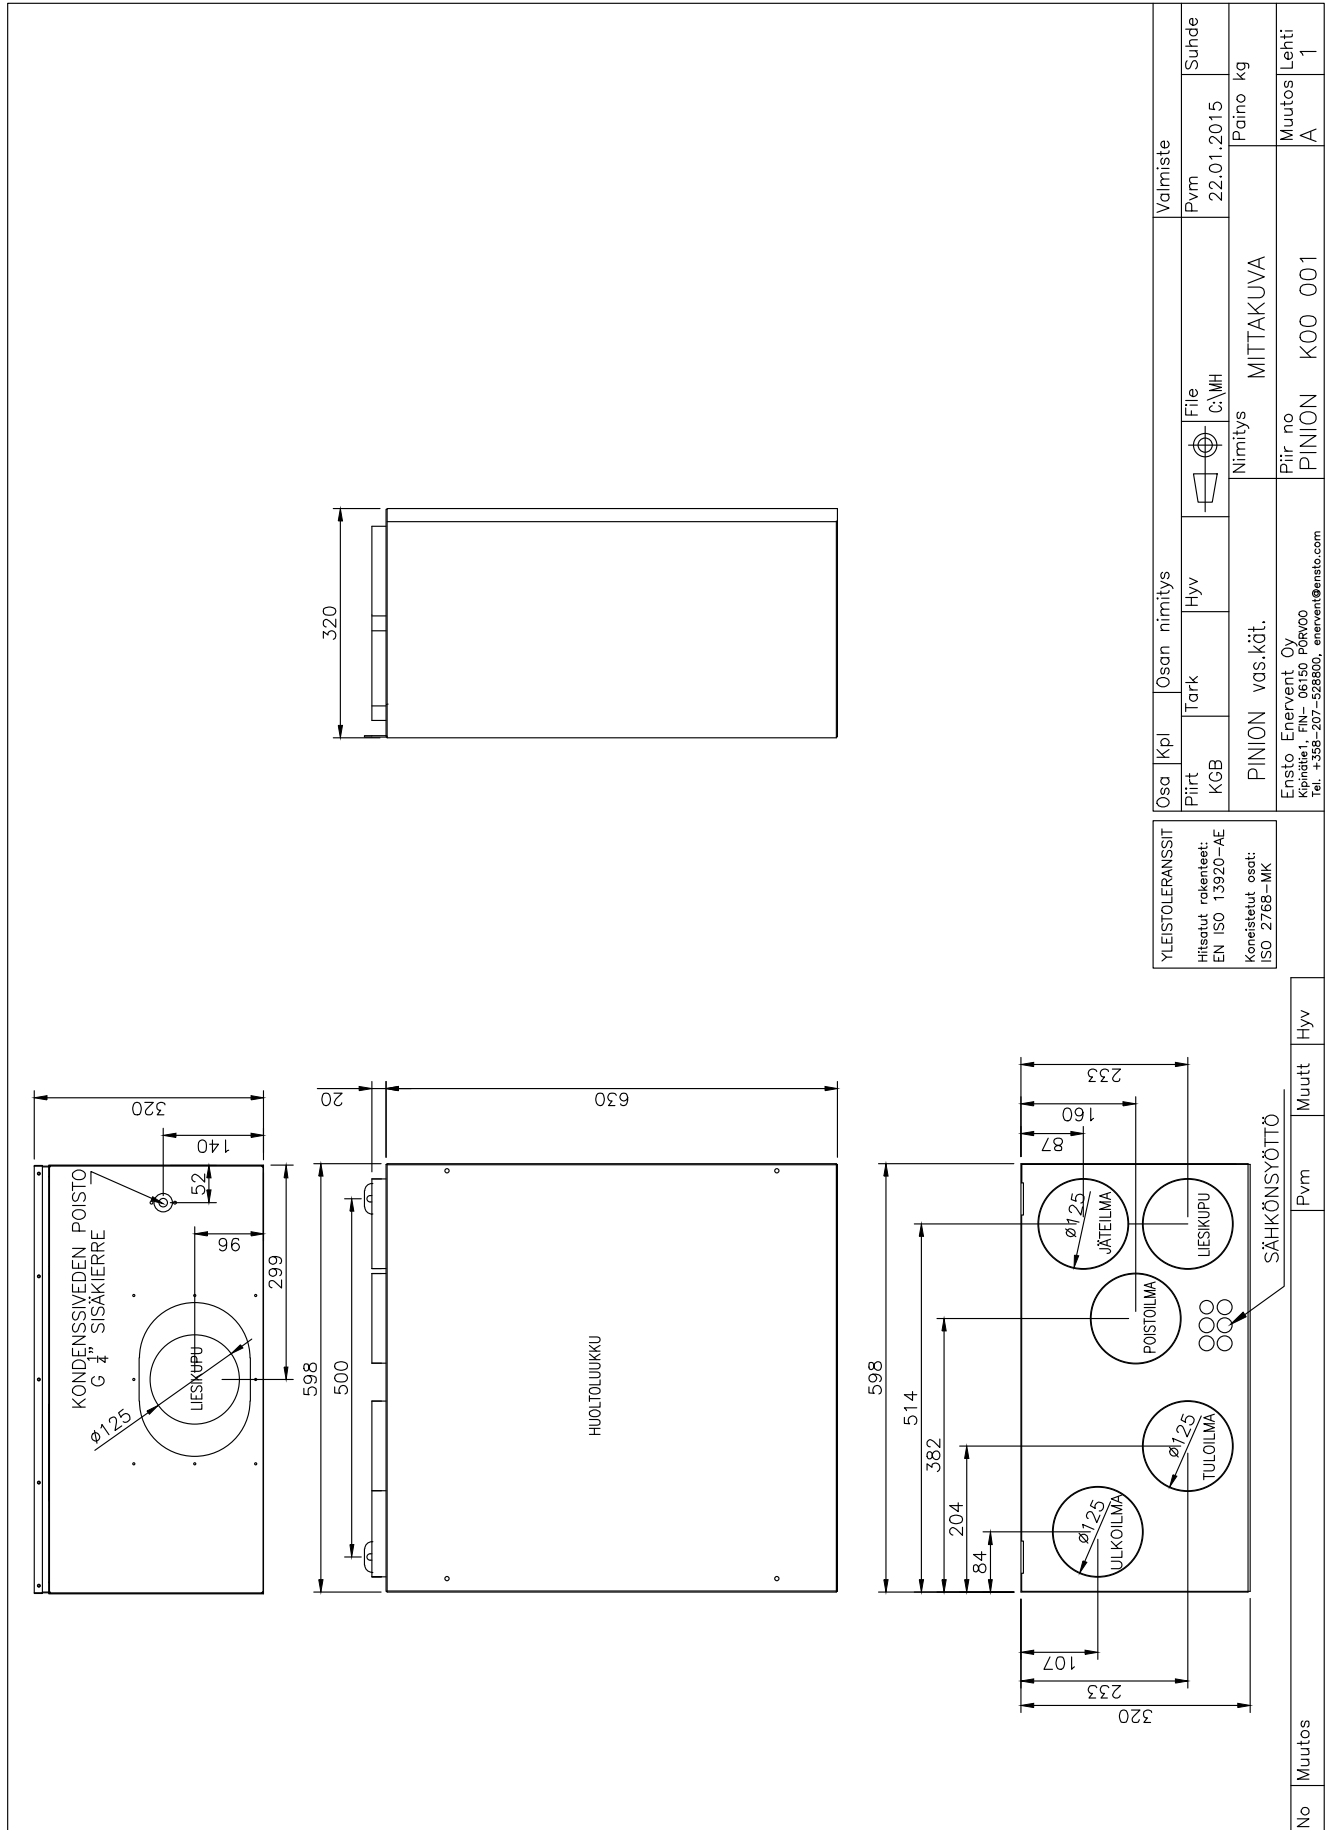 KONDENSSIVEDEN POISTO
G 1/4" SISÄKIERRE
Ø125
LIESIKUPU
320
140
52
96
299
598
500
20
630
HUOLTOLUUKKU
320
598
514
382
204
84
87
160
233
107
233
320
Ø125
JÄTEILMA
LIESIKUPU
POISTOILMA
Ø125
TULOILMA
Ø125
ULKOILMA
SÄHKÖNSYÖTTÖ
YLEISTOLERANSSIT
Hitsatut rakenteet:
EN ISO 13920-AE
Koneistetut osat:
ISO 2768-MK
Osa Kpl Osan nimitys Valmiste
Piirt Tark Hyv File Pvm Suhde
KGB C:\MH 22.01.2015
Nimitys Paino kg
PINION vas.kät. MITTAKUVA
Ensto Enervent Oy
Kipinätie1, FIN- 06150 PORVOO
Tel. +358-207-528800, enervent@ensto.com
Piir no Muutos Lehti
PINION K00 001 A 1
No Muutos Pvm Muutt Hyv